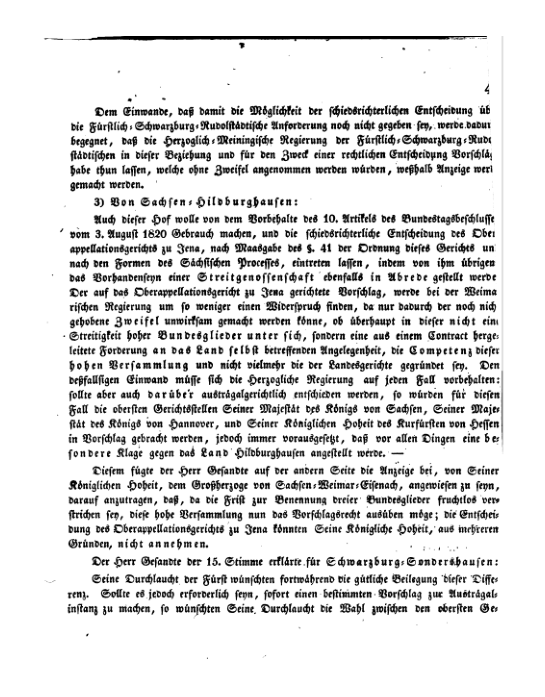 4
Dem Einwande, daß damit die Möglichkeit der schiedsrichterlichen Entscheidung üb
die Fürstlich-Schwarzburg-Rudolstädtische Anforderung noch nicht gegeben sey, werde dadur
begegnet, daß die Herzoglich-Meiningische Regierung der Fürstlich-Schwarzburg-Rudo
städtischen in dieser Beziehung und für den Zweck einer rechtlichen Entscheidung Vorschlä
habe thun lassen, welche ohne Zweifel angenommen werden würden, weßhalb Anzeige wer
gemacht werden.
3) Von Sachsen-Hildburghausen:
Auch dieser Hof wolle von dem Vorbehalte des 10. Artikels des Bundestagsbeschlusse
vom 3. August 1820 Gebrauch machen, und die schiedsrichterliche Entscheidung des Obe
appellationsgerichts zu Jena, nach Maasgabe des §. 41 der Ordnung dieses Gerichts un
nach den Formen des Sächsischen Processes, eintreten lassen, indem von ihm übrigen
das Vorhandenseyn einer Streitgenossenschaft ebenfalls in Abrede gestellt werde
Der auf das Oberappellationsgericht zu Jena gerichtete Vorschlag, werde bei der Weima
rischen Regierung um so weniger einen Widerspruch finden, da nur dadurch der noch nich
gehobene Zweifel unwirksam gemacht werden könne, ob überhaupt in dieser nicht ein
Streitigkeit hoher Bundesglieder unter sich, sondern eine aus einem Contract herge-
leitete Forderung an das Land selbst betreffenden Angelegenheit, die Competenz dieser
hohen Versammlung und nicht vielmehr die der Landesgerichte gegründet sey. Den
deßfallsigen Einwand müsse sich die Herzogliche Regierung auf jeden Fall vorbehalten:
sollte aber auch darüber austrägalgerichtlich entschieden werden, so würden für diesen
Fall die obersten Gerichtsstellen Seiner Majestät des Königs von Sachsen, Seiner Maje-
stät des Königs von Hannover, und Seiner Königlichen Hoheit des Kurfürsten von Hessen
in Vorschlag gebracht werden, jedoch immer vorausgesetzt, daß vor allen Dingen eine be-
sondere Klage gegen das Land Hildburghausen angestellt werde. —
Diesem fügte der Herr Gesandte auf der andern Seite die Anzeige bei, von Seiner
Königlichen Hoheit, dem Großherzoge von Sachsen-Weimar-Eisenach, angewiesen zu seyn,
darauf anzutragen, daß, da die Frist zur Benennung dreier Bundesglieder fruchtlos ver-
strichen sey, diese hohe Versammlung nun das Vorschlagsrecht ausüben möge; die Entschei-
dung des Oberappellationsgerichts zu Jena könnten Seine Königliche Hoheit, aus mehreren
Gründen, nicht annehmen.
Der Herr Gesandte der 15. Stimme erklärte für Schwarzburg-Sondershausen:
Seine Durchlaucht der Fürst wünschten fortwährend die gütliche Beilegung dieser Diffe-
renz. Sollte es jedoch erforderlich seyn, sofort einen bestimmten Vorschlag zur Austrägal-
instanz zu machen, so wünschten Seine Durchlaucht die Wahl zwischen den obersten Ge-